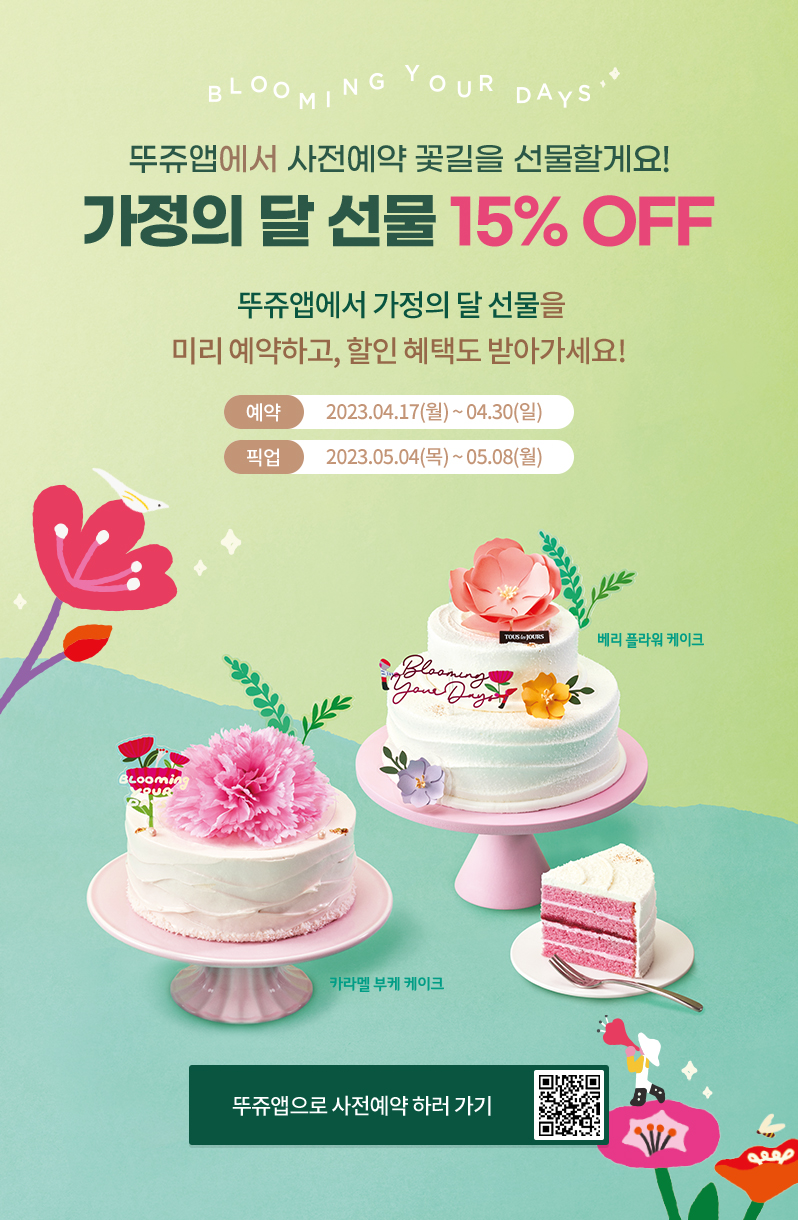 BLOOMING YOUR DAYS
뚜쥬앱에서 사전예약 꽃길을 선물할게요!
가정의 달 선물 15% OFF
뚜쥬앱에서 가정의 달 선물을
미리 예약하고, 할인 혜택도 받아가세요!
예약 2023.04.17(월) ~ 04.30(일)
픽업 2023.05.04(목) ~ 05.08(월)
TOUS les JOURS
베리 플라워 케이크
Blooming
Your Days
BLOOMING
YOUR
카라멜 부케 케이크
뚜쥬앱으로 사전예약 하러 가기